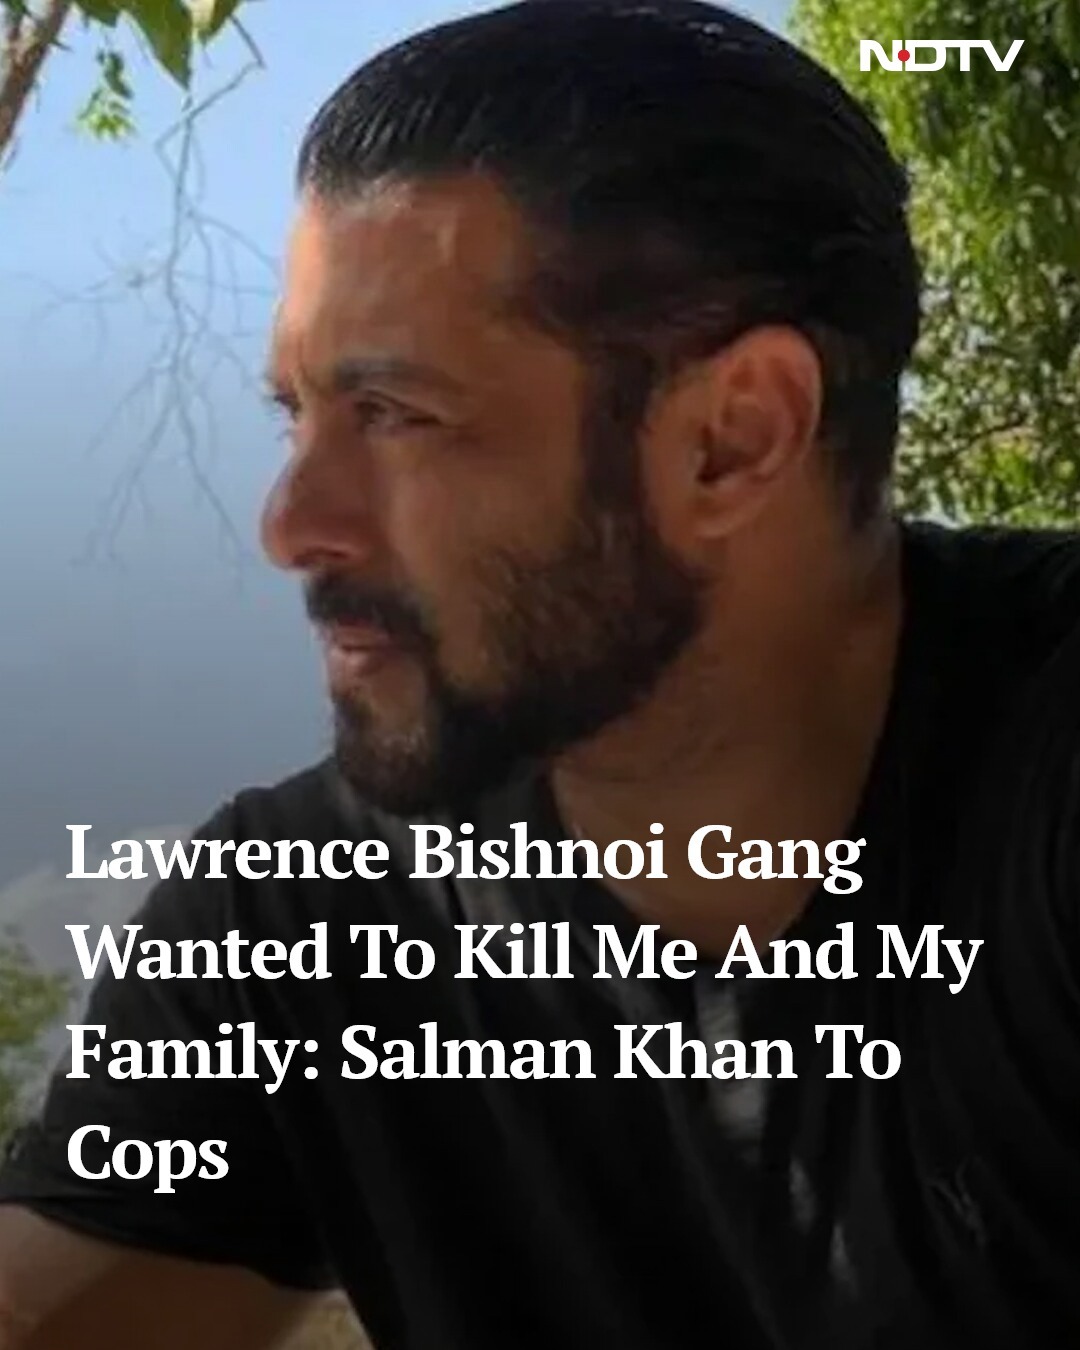 NDTV
Lawrence Bishnoi Gang
Wanted To Kill Me And My
Family: Salman Khan To
Cops